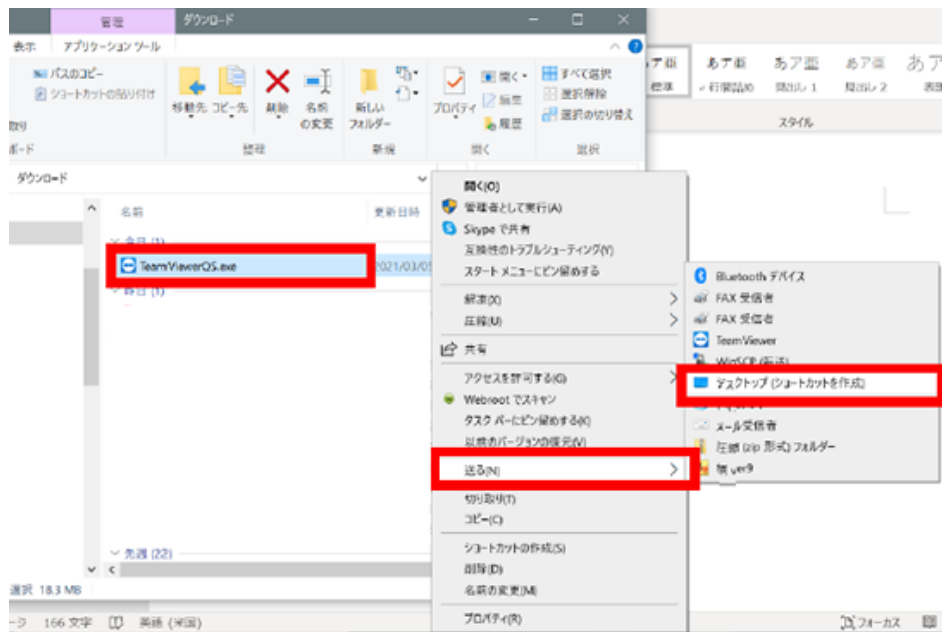 管理
ダウンロード
表示
アプリケーション ツール
パスのコピー
ショートカットの貼り付け
移動先
コピー先
削除
名前の変更
新しいフォルダー
プロパティ
開く
編集
履歴
すべて選択
選択解除
選択の切り替え
整理
新規
開く
選択
あア亜
あア亜
あア亜
標準
行間詰め
見出し 1
見出し 2
スタイル
ダウンロード
名前
更新日時
今日 (1)
TeamViewerQS.exe
2021/03/05
昨日 (1)
先週 (22)
選択 18.3 MB
166 文字
英語 (米国)
フォーカス
開く(O)
管理者として実行(A)
Skype で共有
互換性のトラブルシューティング(Y)
スタート メニューにピン留めする
解凍(X)
圧縮(U)
共有
アクセスを許可する(G)
Webroot でスキャン
タスク バーにピン留めする(K)
以前のバージョンの復元(V)
送る(N)
切り取り(T)
コピー(C)
ショートカットの作成(S)
削除(D)
名前の変更(M)
プロパティ(R)
Bluetooth デバイス
FAX 受信者
FAX 受信者
TeamViewer
WinSCP (転送)
デスクトップ (ショートカットを作成)
メール受信者
圧縮 (zip 形式) フォルダー
ver9